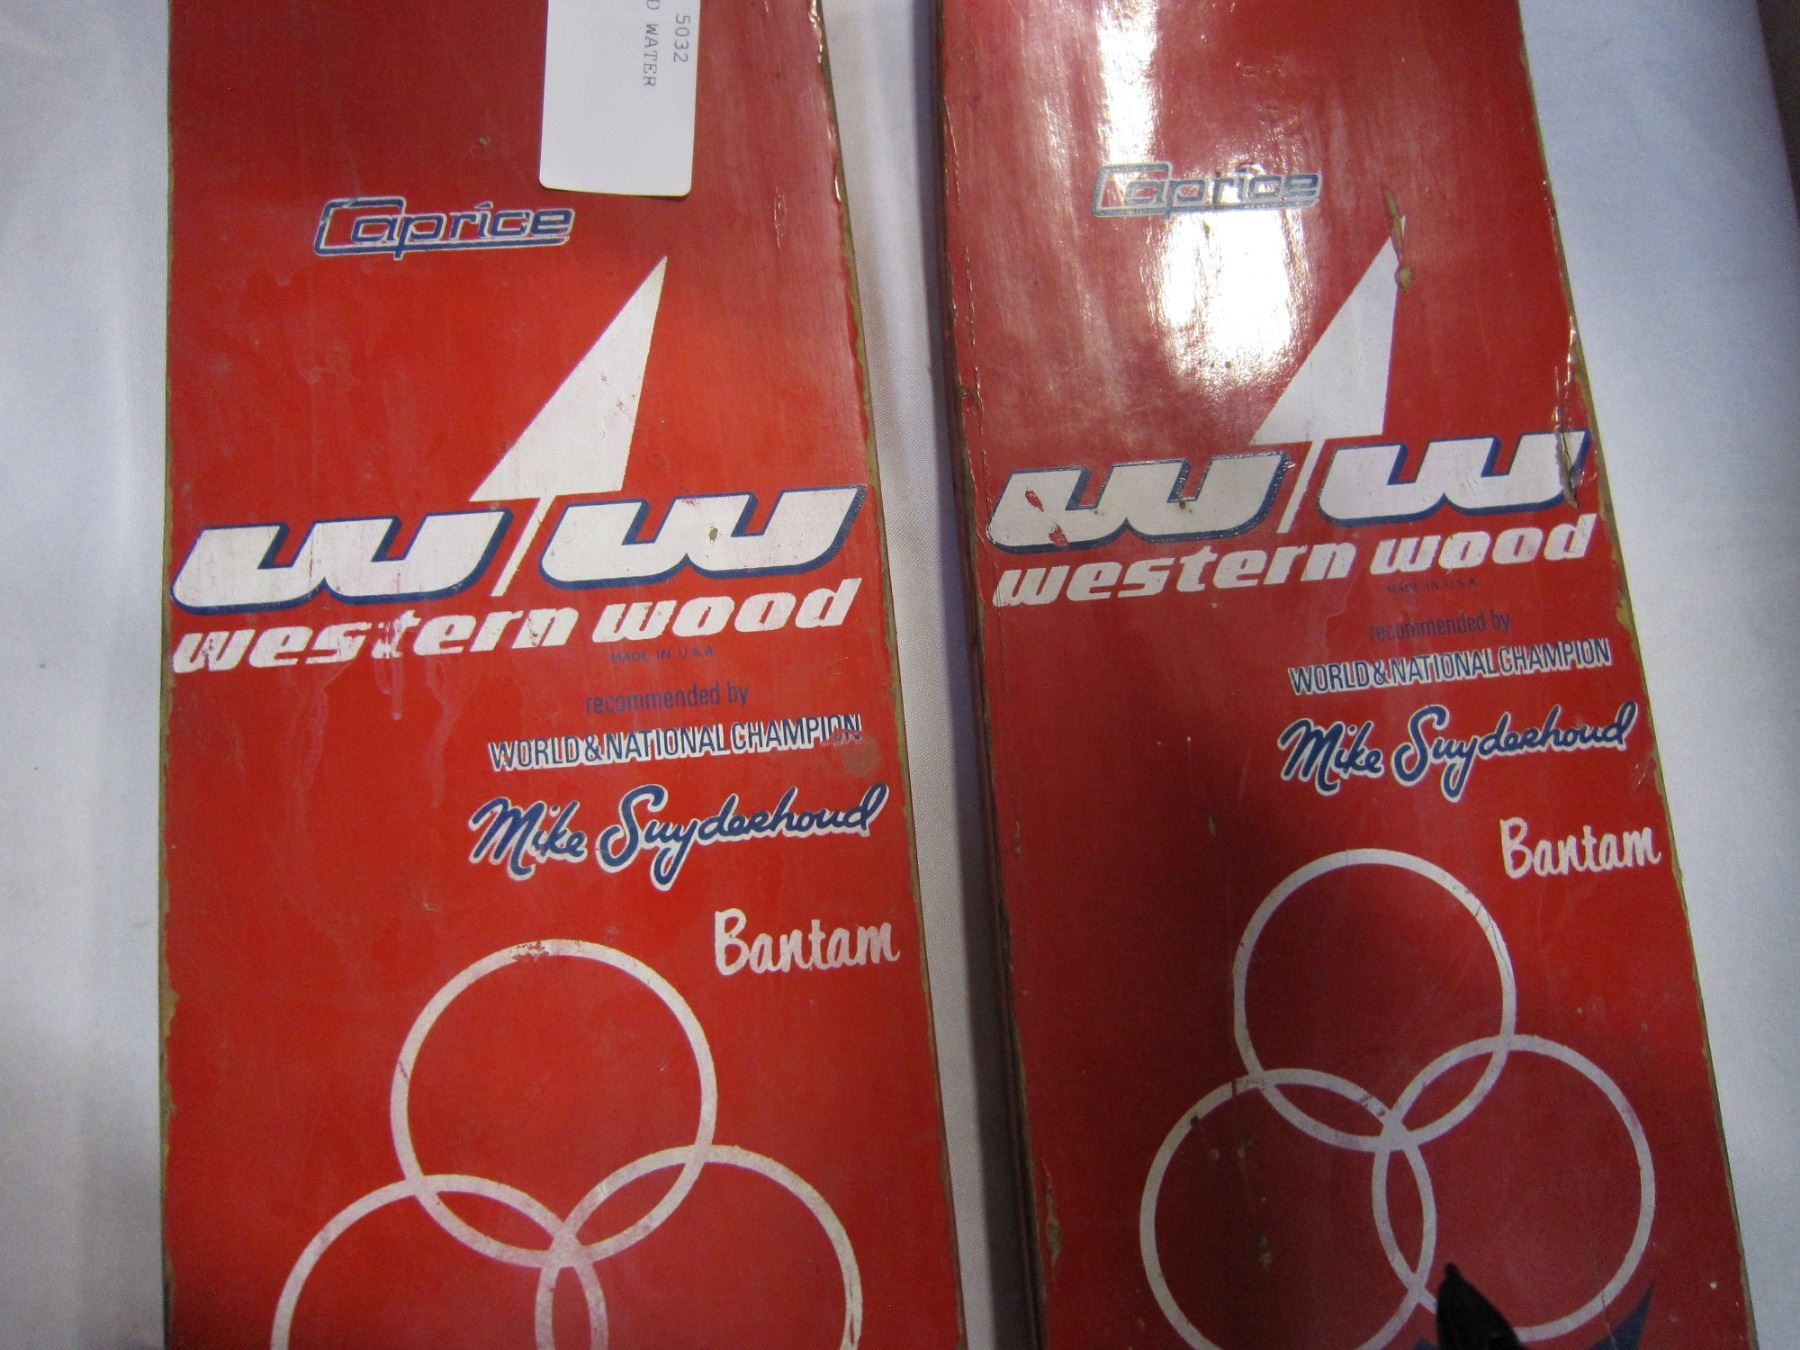 5032
D WATER
Caprice
WW
western wood
MADE IN U.S.A.
recommended by
WORLD & NATIONAL CHAMPION
Mike Suyderhoud
Bantam
Caprice
WW
western wood
MADE IN U.S.A.
recommended by
WORLD & NATIONAL CHAMPION
Mike Suyderhoud
Bantam